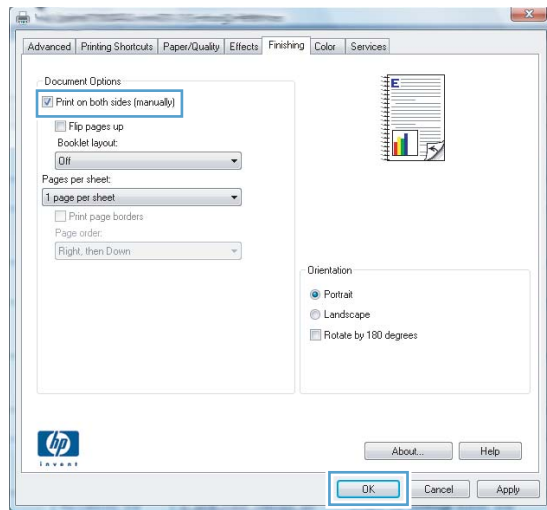 Advanced Printing Shortcuts Paper/Quality Effects Finishing Color Services
Document Options
Print on both sides (manually)
Flip pages up
Booklet layout:
Off
Pages per sheet:
1 page per sheet
Print page borders
Page order:
Right, then Down
E
Orientation
Portrait
Landscape
Rotate by 180 degrees
hp
invent
About... Help
OK Cancel Apply